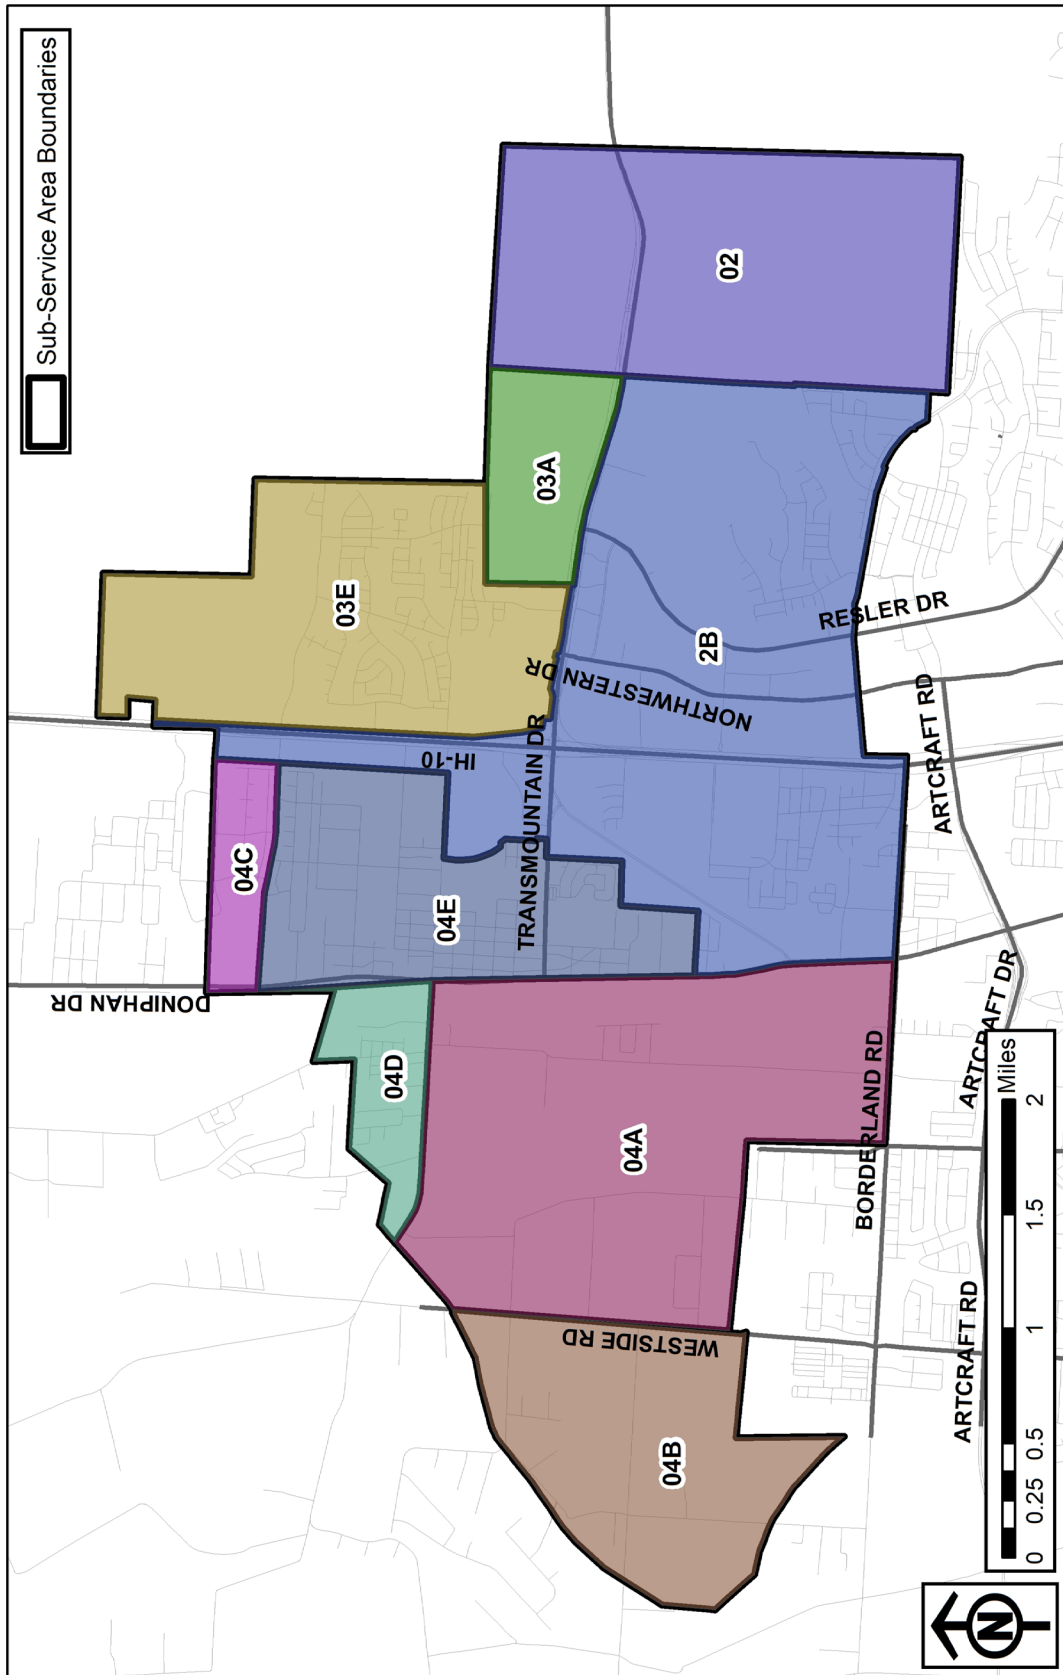 Sub-Service Area Boundaries
02
03A
03E
2B
RESLER DR
NORTHWESTERN DR
ARTCRAFT RD
IH-10
TRANSMOUNTAIN DR
04C
04E
DONIPHAN DR
ARTCRAFT DR
04D
04A
BORDERLAND RD
WESTSIDE RD
ARTCRAFT RD
04B
0 0.25 0.5 1 1.5 2
Miles
N